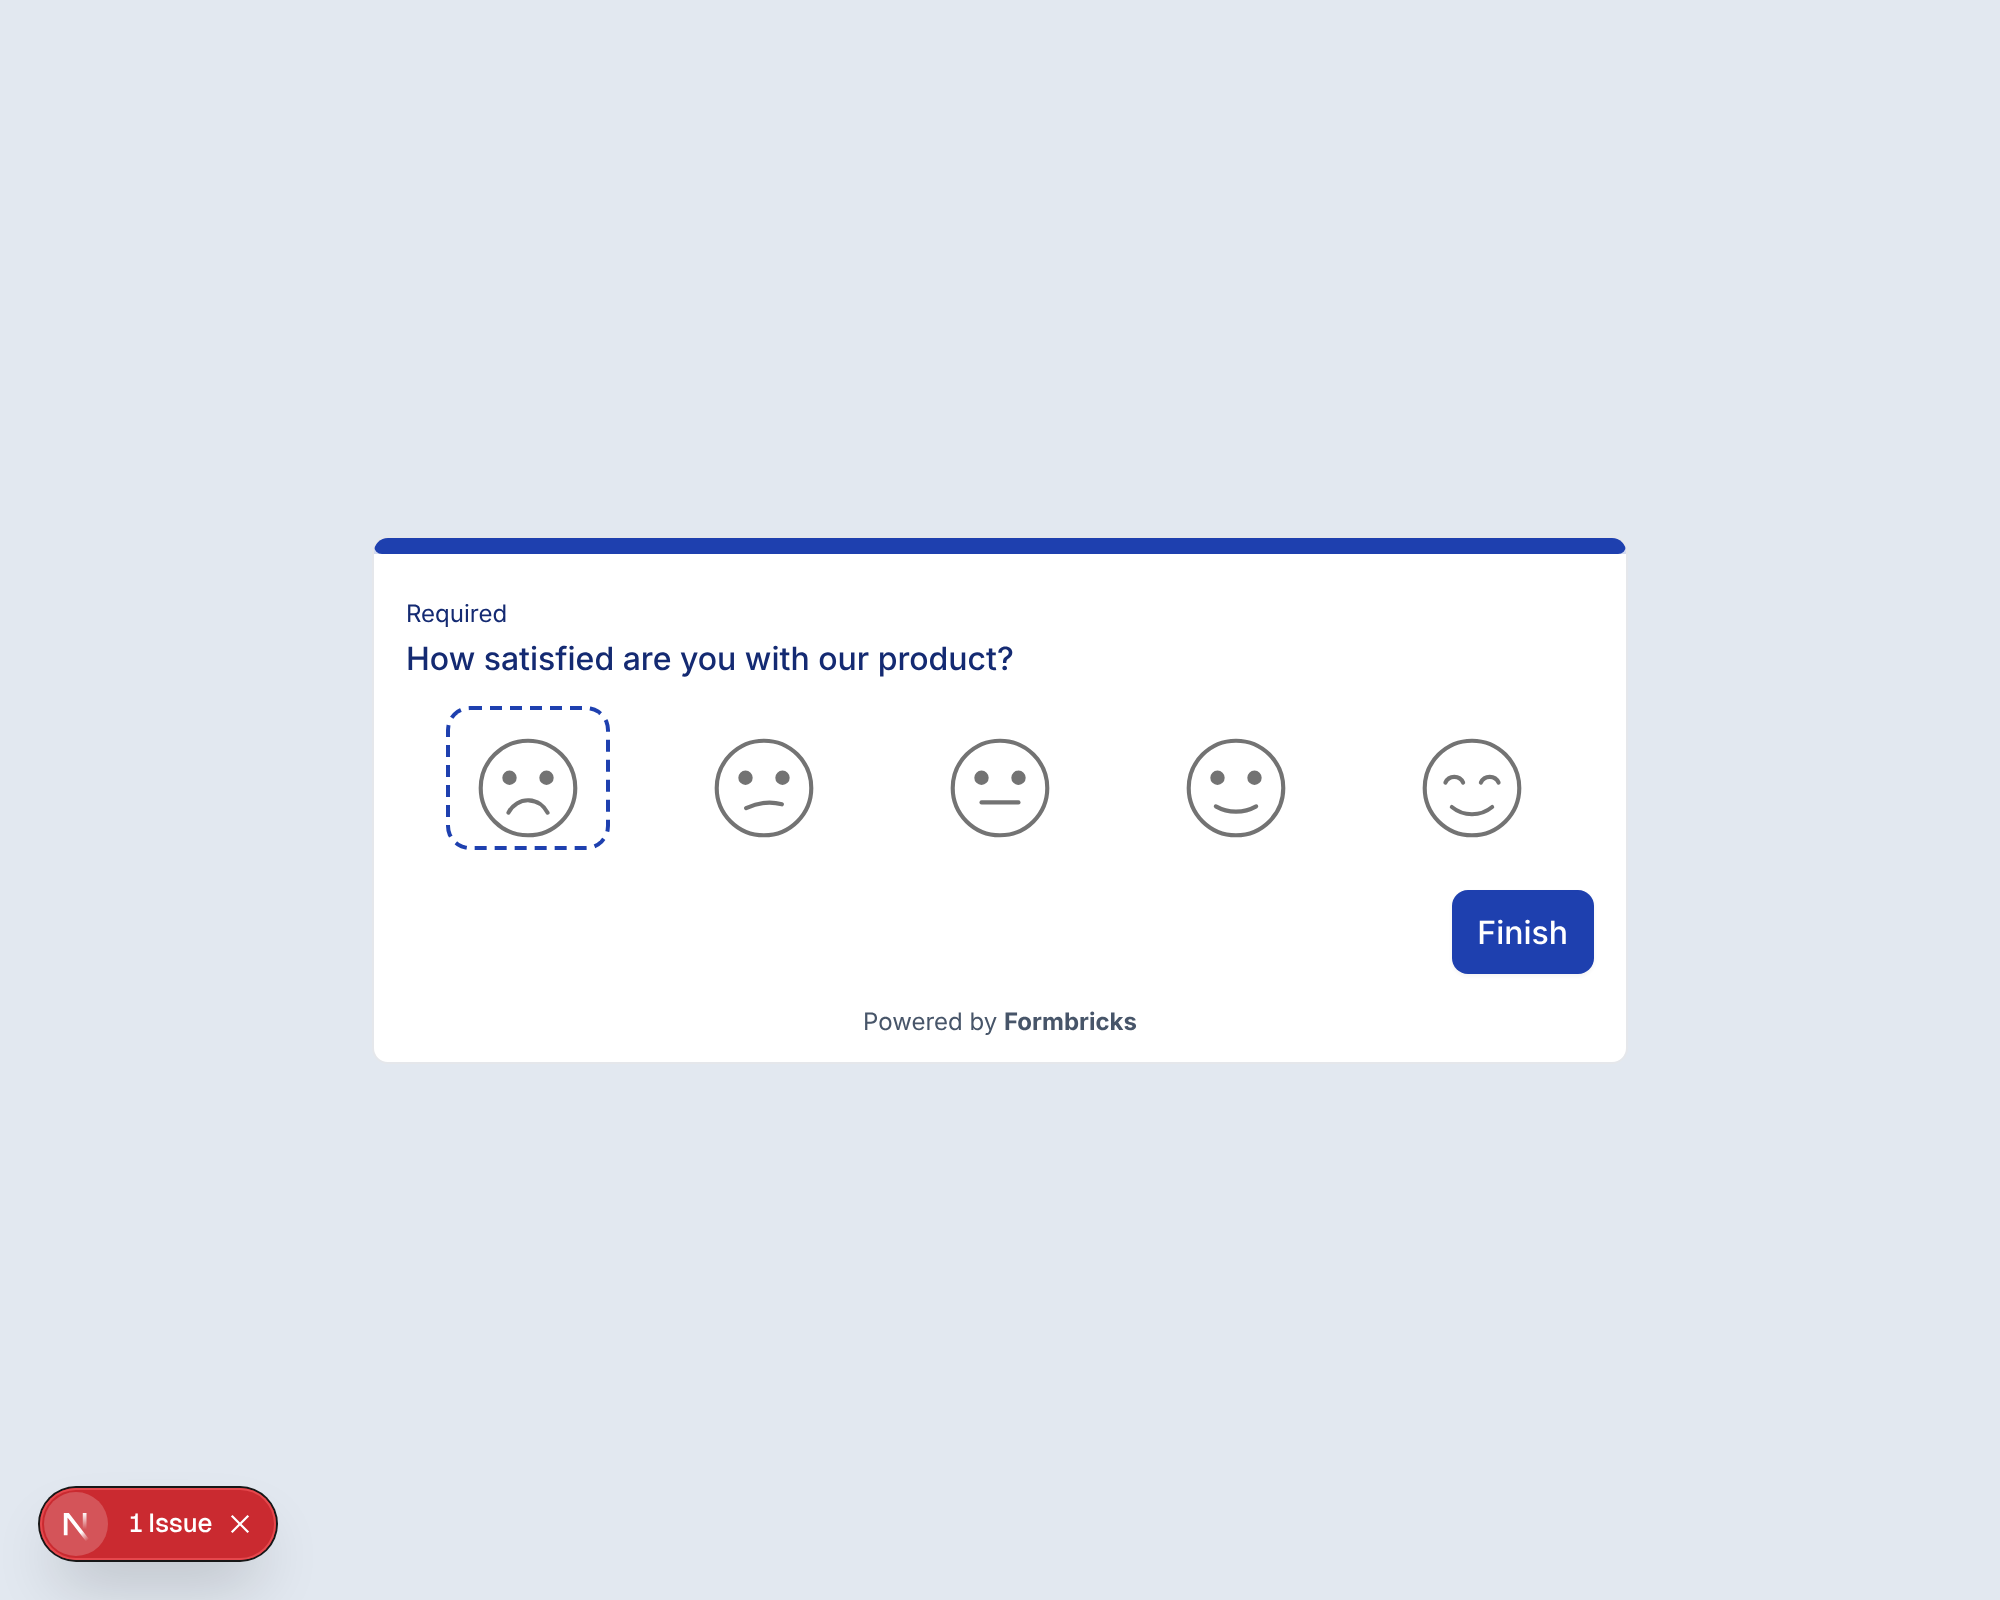 Required
How satisfied are you with our product?
Finish
Powered by Formbricks
N 1 Issue